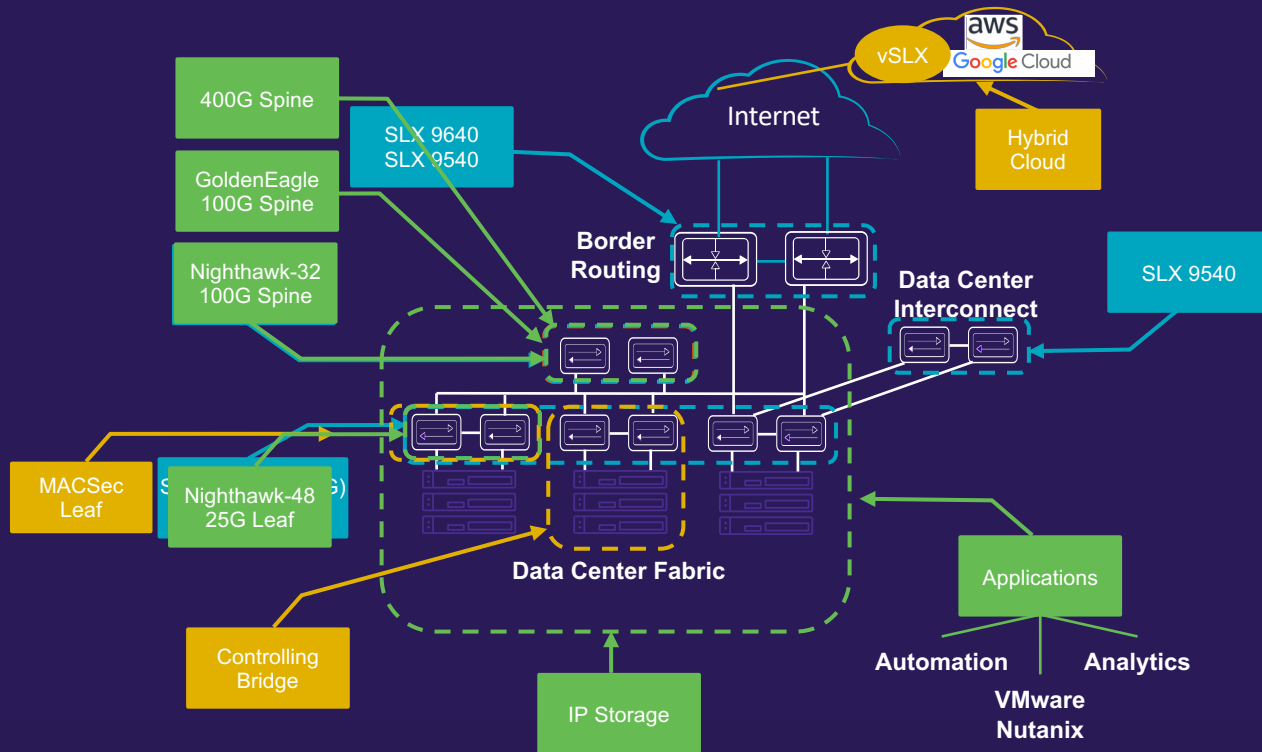 aws
vSLX
Google Cloud
400G Spine
Internet
SLX 9640
SLX 9540
Hybrid
Cloud
GoldenEagle
100G Spine
Border
Routing
Nighthawk-32
100G Spine
Data Center
Interconnect
SLX 9540
MACSec
Leaf
S
G)
Nighthawk-48
25G Leaf
Data Center Fabric
Applications
Controlling
Bridge
Automation
Analytics
VMware
Nutanix
IP Storage